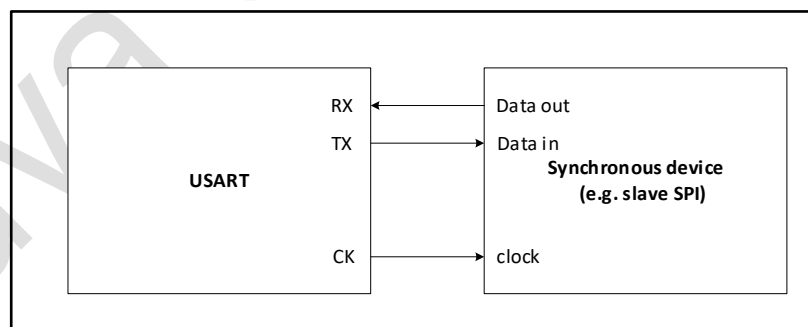 RX
Data out
TX
Data in
USART
Synchronous device
(e.g. slave SPI)
CK
clock